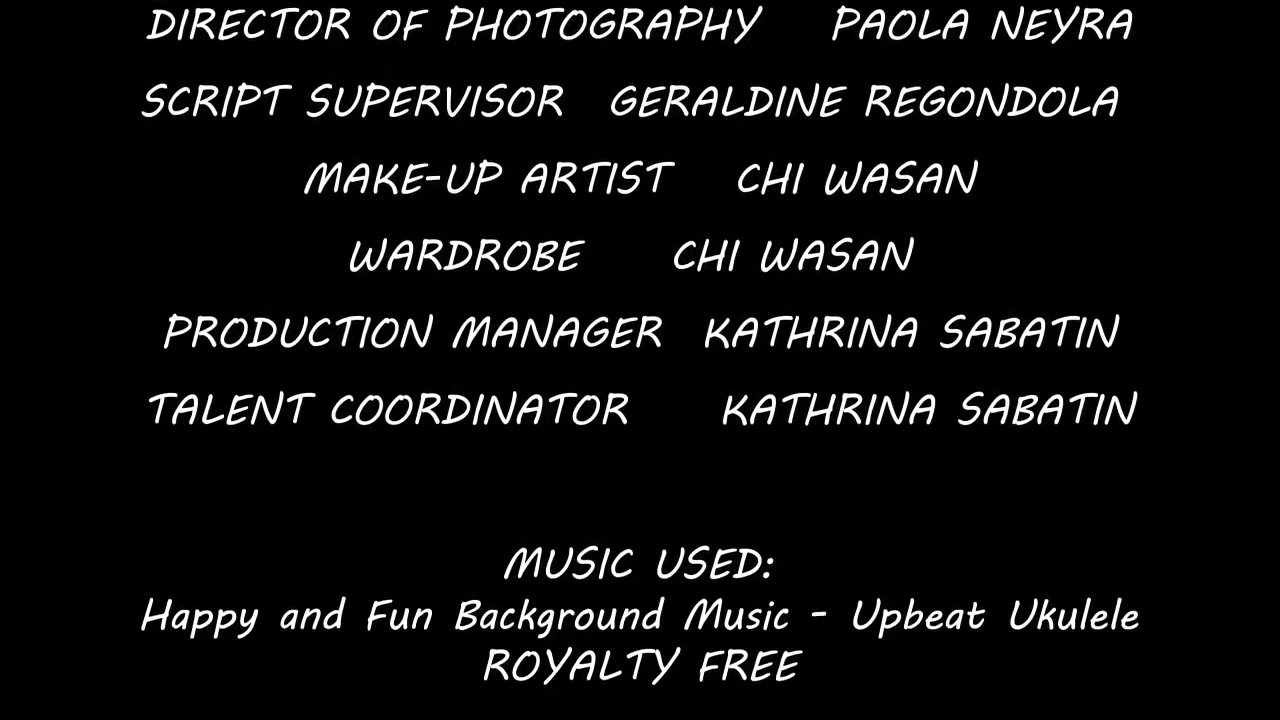 DIRECTOR OF PHOTOGRAPHY PAOLA NEYRA
SCRIPT SUPERVISOR GERALDINE REGONDOLA
MAKE-UP ARTIST CHI WASAN
WARDROBE CHI WASAN
PRODUCTION MANAGER KATHRINA SABATIN
TALENT COORDINATOR KATHRINA SABATIN
MUSIC USED:
Happy and Fun Background Music - Upbeat Ukulele
ROYALTY FREE